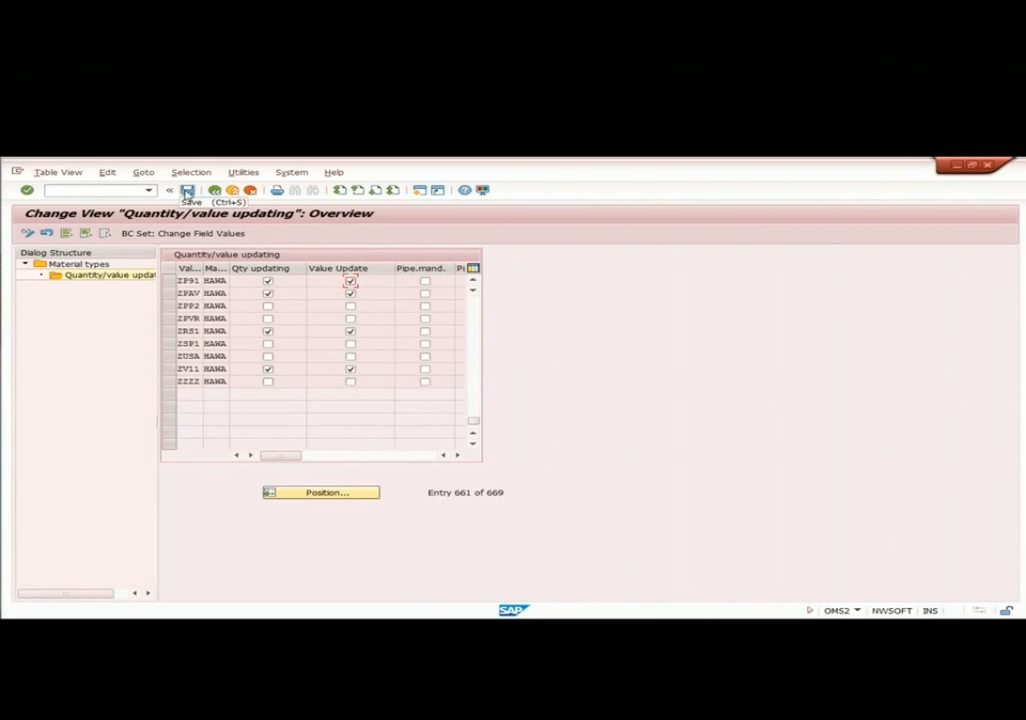 Table View Edit Goto Selection Utilities System Help
Save (Ctrl+S)
Change View "Quantity/value updating": Overview
BC Set: Change Field Values
Dialog Structure
Material types
Quantity/value updat
Quantity/value updating
Val... Ma... Qty updating Value Update Pipe.mand. Pi
ZP91 HAWA
ZPAV HAWA
ZPP2 HAWA
ZPVR HAWA
ZRS1 HAWA
ZSP1 HAWA
ZUSA HAWA
ZV11 HAWA
ZZZZ HAWA
Position... Entry 661 of 669
SAP OMS2 NWSOFT INS